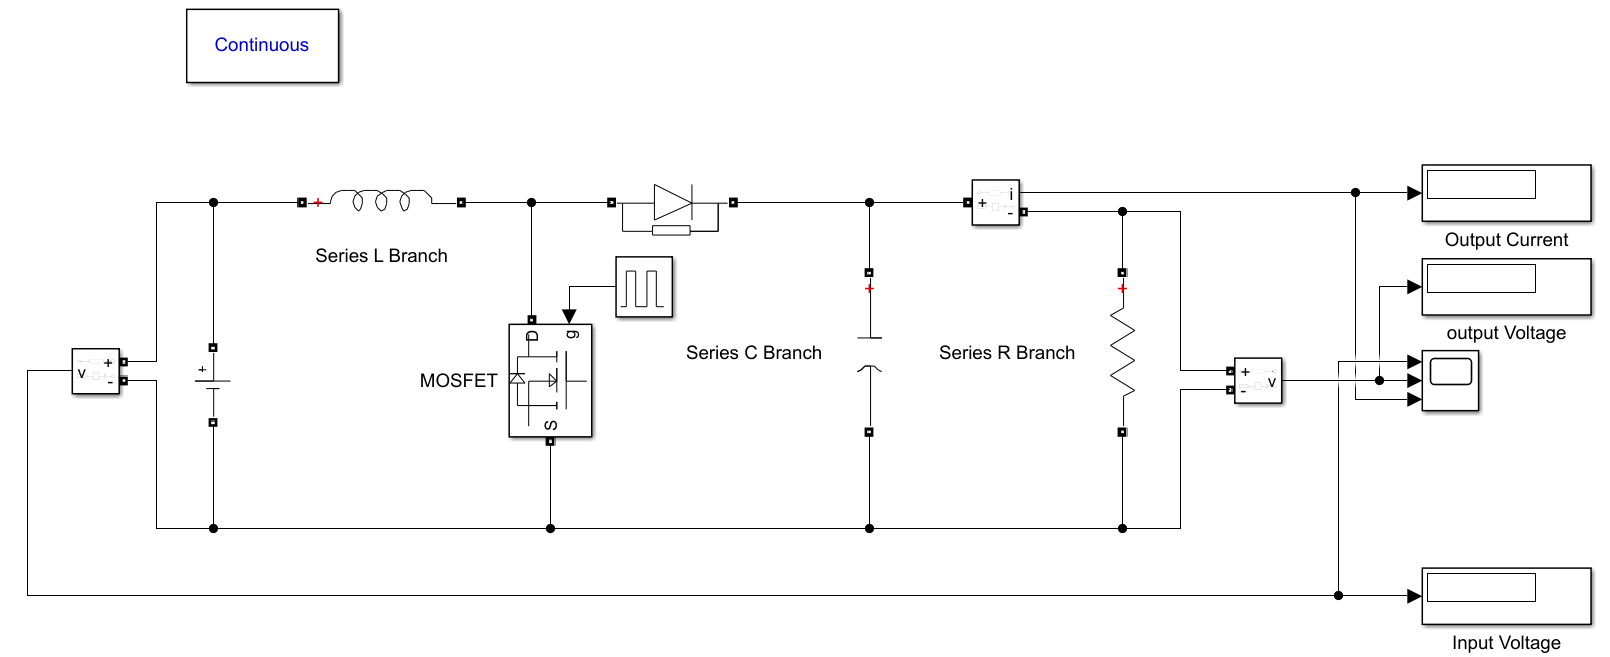 Continuous
i
+
-
Output Current
Series L Branch
output Voltage
D
g
+
-
v
+
MOSFET
S
Series C Branch
Series R Branch
+
-
v
Input Voltage